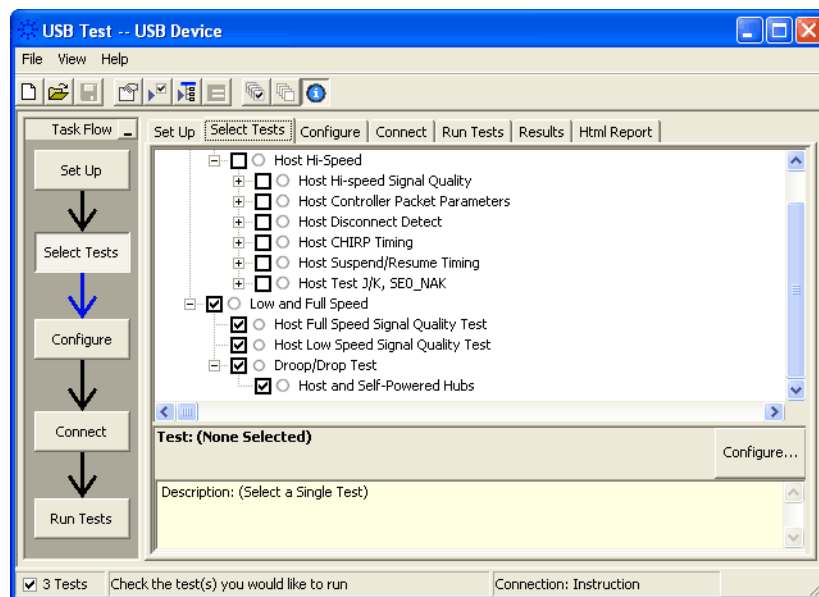 USB Test -- USB Device
File View Help
Task Flow
Set Up
Select Tests
Configure
Connect
Run Tests
Set Up Select Tests Configure Connect Run Tests Results Html Report
Host Hi-Speed
Host Hi-speed Signal Quality
Host Controller Packet Parameters
Host Disconnect Detect
Host CHIRP Timing
Host Suspend/Resume Timing
Host Test J/K, SE0_NAK
Low and Full Speed
Host Full Speed Signal Quality Test
Host Low Speed Signal Quality Test
Droop/Drop Test
Host and Self-Powered Hubs
Test: (None Selected)
Configure...
Description: (Select a Single Test)
3 Tests Check the test(s) you would like to run Connection: Instruction